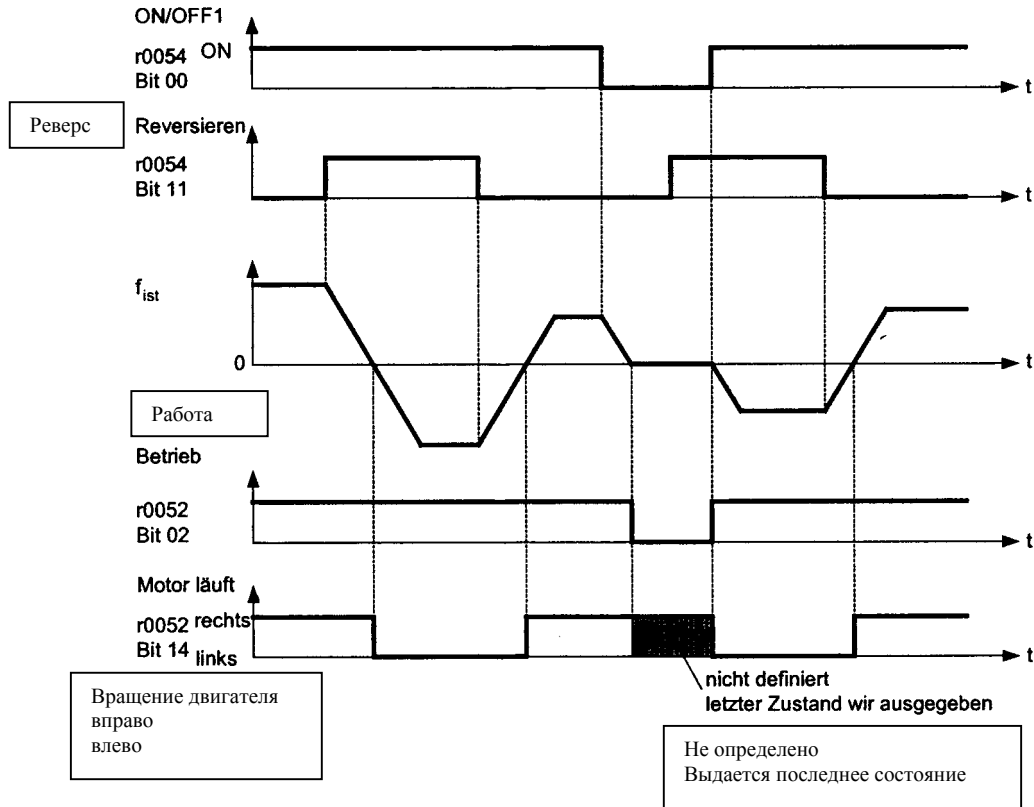 ON/OFF1
r0054 ON
Bit 00
t
Реверс
Reversieren
r0054
Bit 11
t
fist
0
t
Работа
Betrieb
r0052
Bit 02
t
Motor läuft
r0052 rechts
Bit 14 links
t
nicht definiert
letzter Zustand wir ausgegeben
Вращение двигателя
вправо
влево
Не определено
Выдается последнее состояние